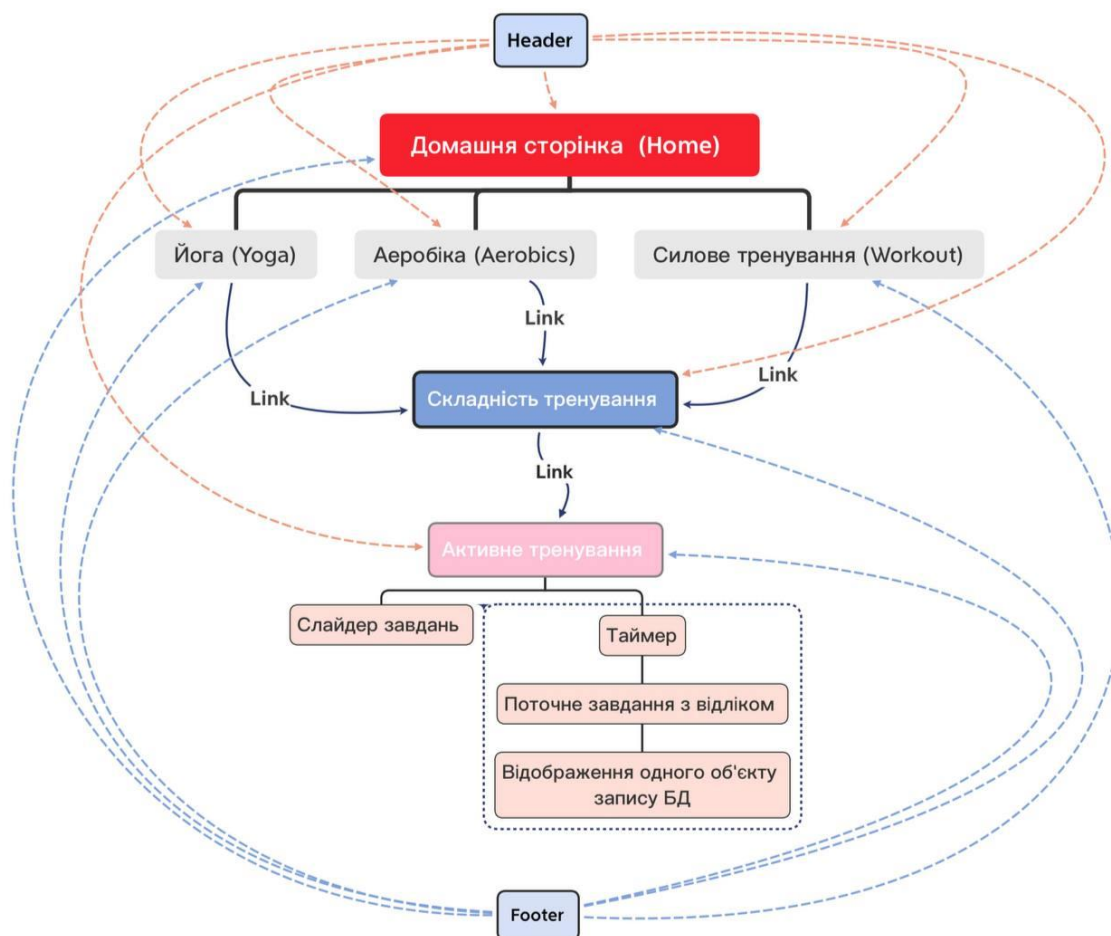 Header
Домашня сторінка (Home)
Йога (Yoga)
Аеробіка (Aerobics)
Силове тренування (Workout)
Link
Link
Link
Складність тренування
Link
Активне тренування
Слайдер завдань
Таймер
Поточне завдання з відліком
Відображення одного об'єкту
запису БД
Footer